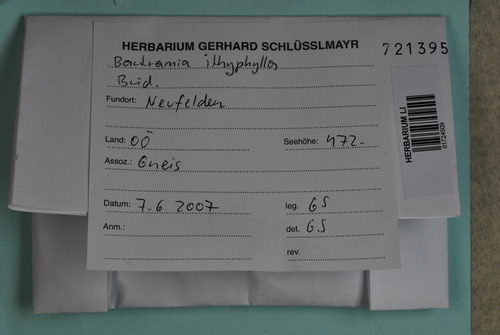 HERBARIUM GERHARD SCHLÜSSLMAYR
721395
Bartramia ithyphylla
Brid.
Fundort: Neufelden
Land: OÖ Seehöhe: 472.-
Assoz.: Gneis
Datum: 7.6 2007 leg. GS
Anm.: det. GS
rev.
HERBARIUM LI
01724509